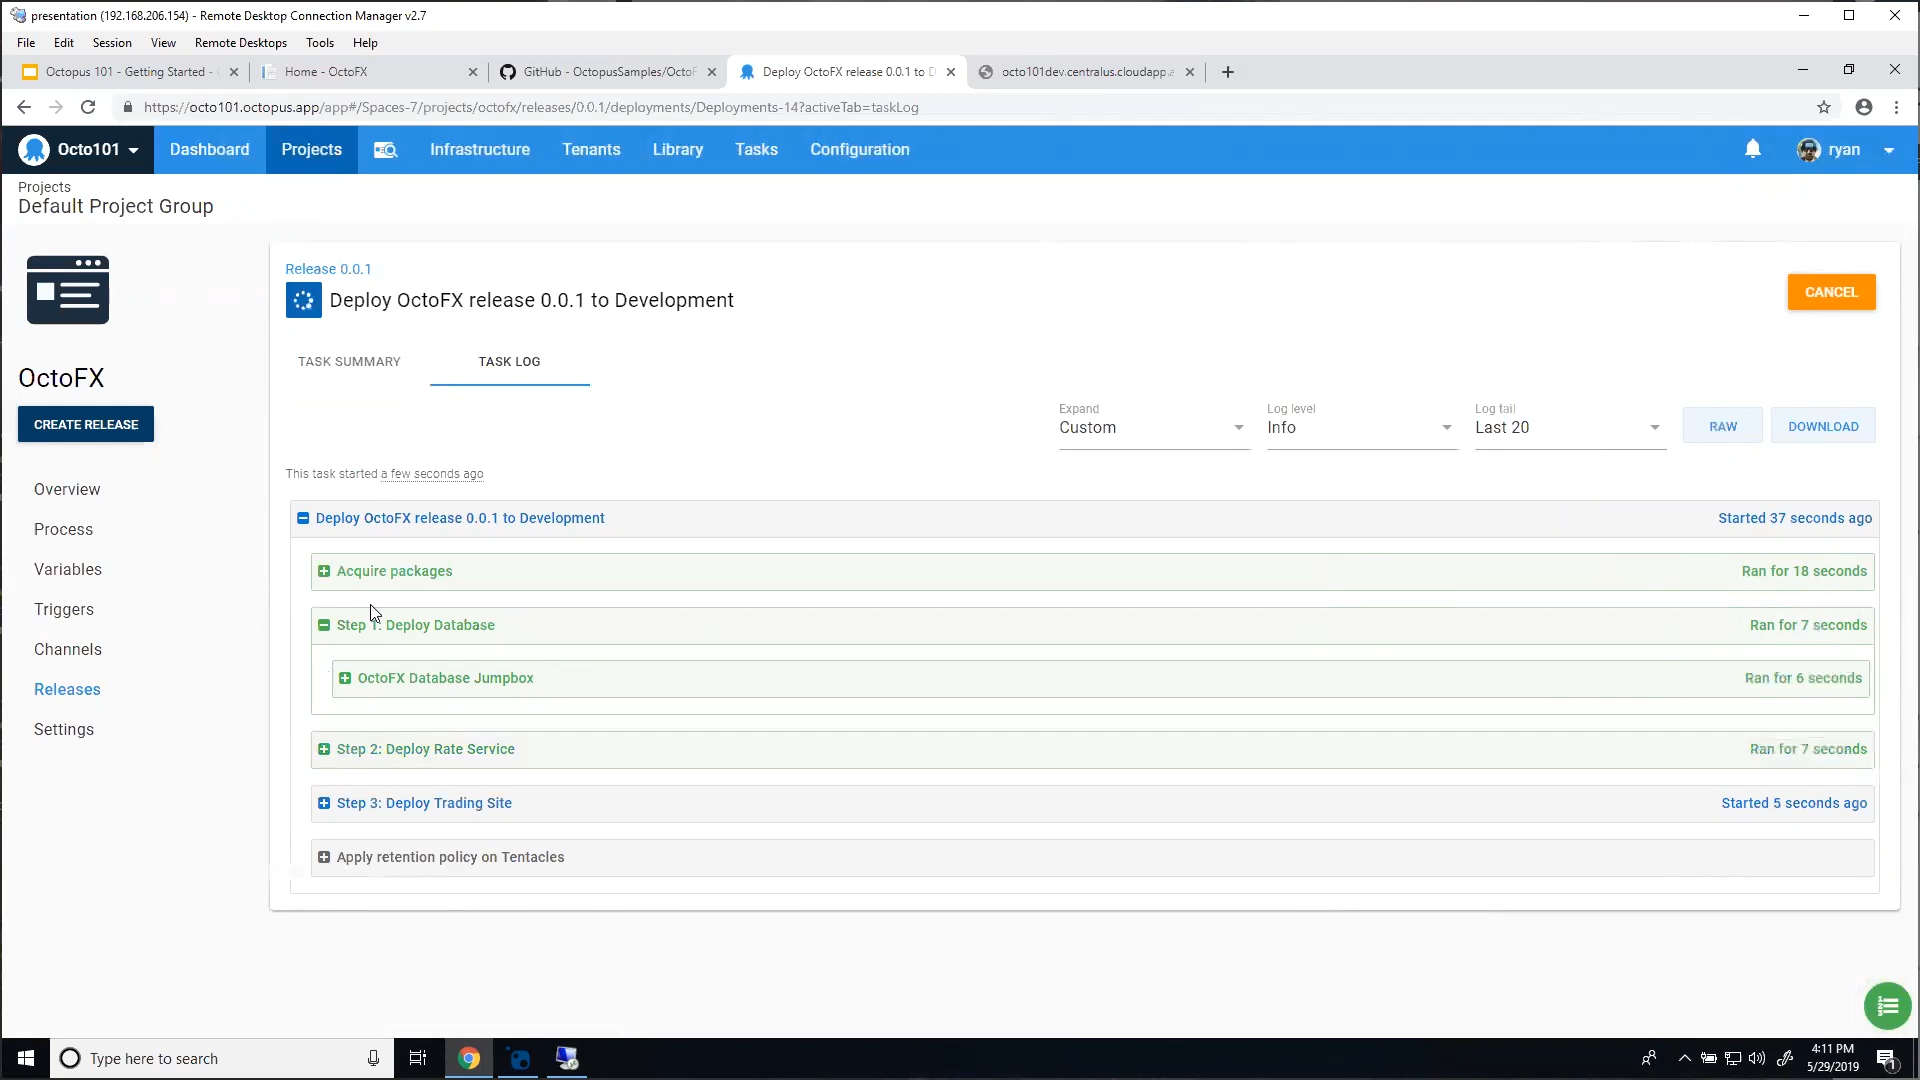 presentation (192.168.206.154) - Remote Desktop Connection Manager v2.7
File Edit Session View Remote Desktops Tools Help
Octopus 101 - Getting Started - Home - OctoFX GitHub - OctopusSamples/OctoF Deploy OctoFX release 0.0.1 to D octo101dev.centralus.cloudapp.a
https://octo101.octopus.app/app#/Spaces-7/projects/octofx/releases/0.0.1/deployments/Deployments-14?activeTab=taskLog
Octo101 Dashboard Projects Infrastructure Tenants Library Tasks Configuration ryan
Projects
Default Project Group
Release 0.0.1
Deploy OctoFX release 0.0.1 to Development
CANCEL
TASK SUMMARY TASK LOG
OctoFX
CREATE RELEASE
Overview
Process
Variables
Triggers
Channels
Releases
Settings
Expand Log level Log tail
Custom Info Last 20 RAW DOWNLOAD
This task started a few seconds ago
Deploy OctoFX release 0.0.1 to Development Started 37 seconds ago
Acquire packages Ran for 18 seconds
Step 1: Deploy Database Ran for 7 seconds
OctoFX Database Jumpbox Ran for 6 seconds
Step 2: Deploy Rate Service Ran for 7 seconds
Step 3: Deploy Trading Site Started 5 seconds ago
Apply retention policy on Tentacles
Type here to search
4:11 PM
5/29/2019
1